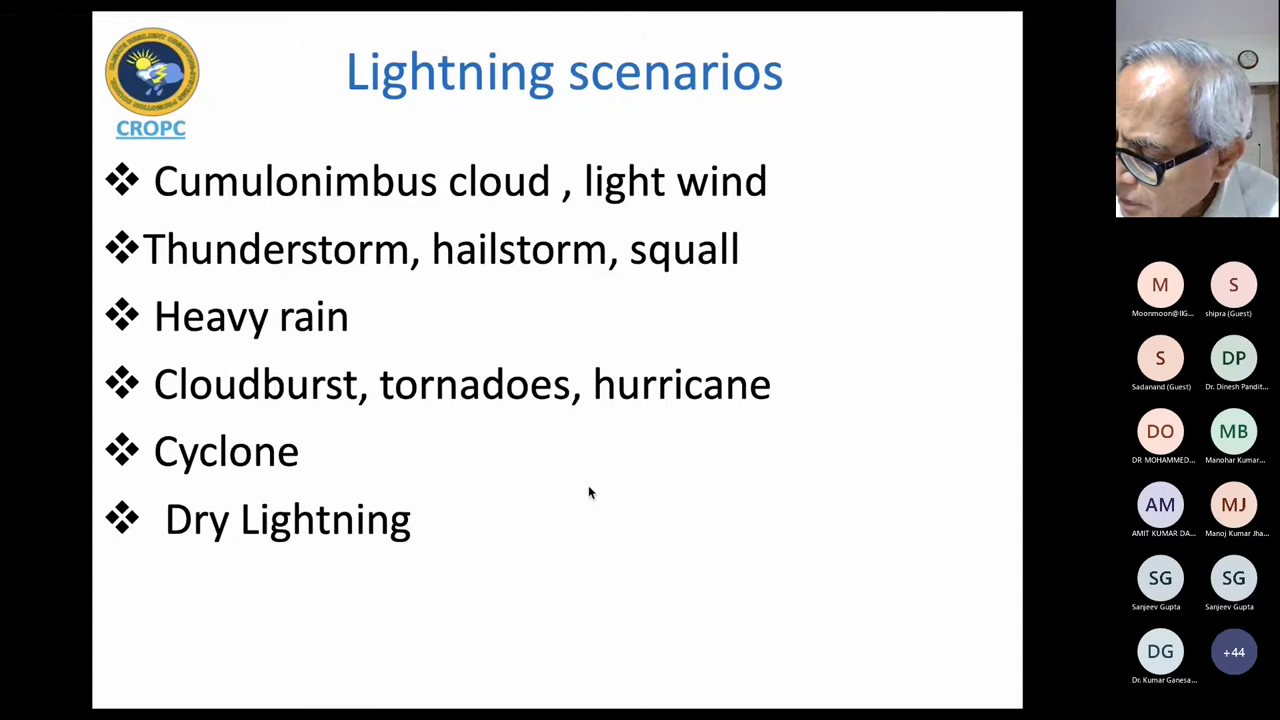 Lightning scenarios
CROPC
❖ Cumulonimbus cloud , light wind
❖Thunderstorm, hailstorm, squall
❖ Heavy rain
❖ Cloudburst, tornadoes, hurricane
❖ Cyclone
❖ Dry Lightning
M
Moonmoon@IIG...
S
shipra (Guest)
S
Sadanand (Guest)
DP
Dr. Dinesh Pandit...
DO
DR MOHAMMED...
MB
Manohar Kumar...
AM
AMIT KUMAR DA...
MJ
Manoj Kumar Jha...
SG
Sanjeev Gupta
SG
Sanjeev Gupta
DG
Dr. Kumar Ganesa...
+44